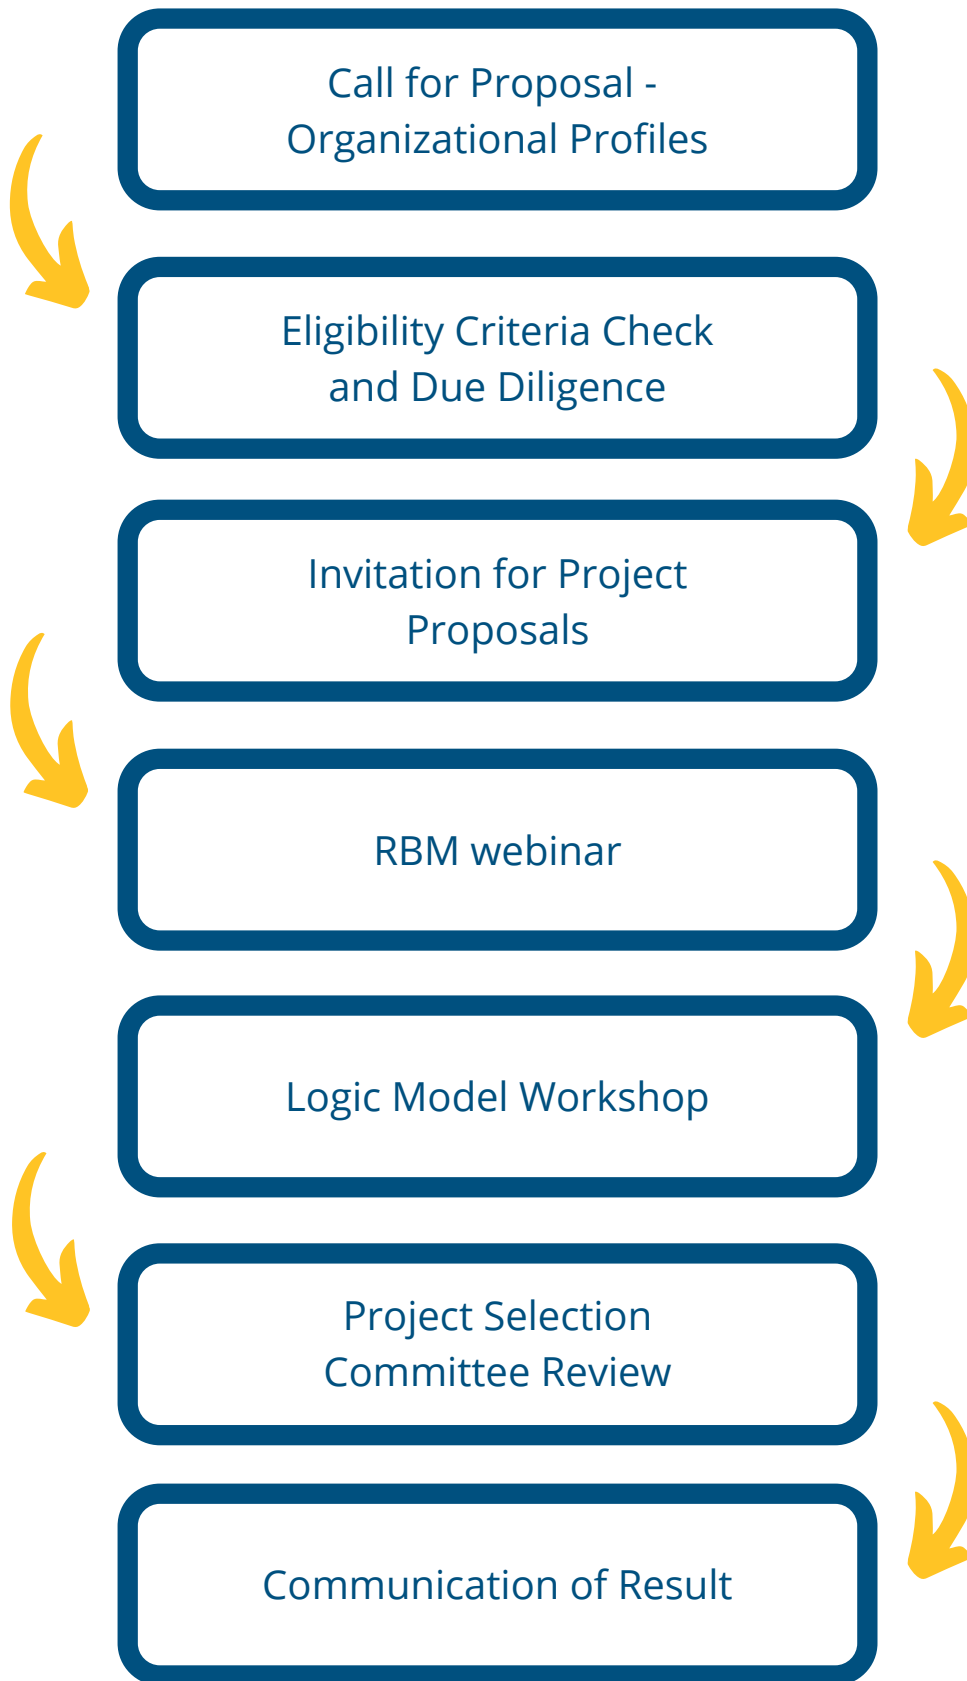 Call for Proposal -
Organizational Profiles
Eligibility Criteria Check
and Due Diligence
Invitation for Project
Proposals
RBM webinar
Logic Model Workshop
Project Selection
Committee Review
Communication of Result